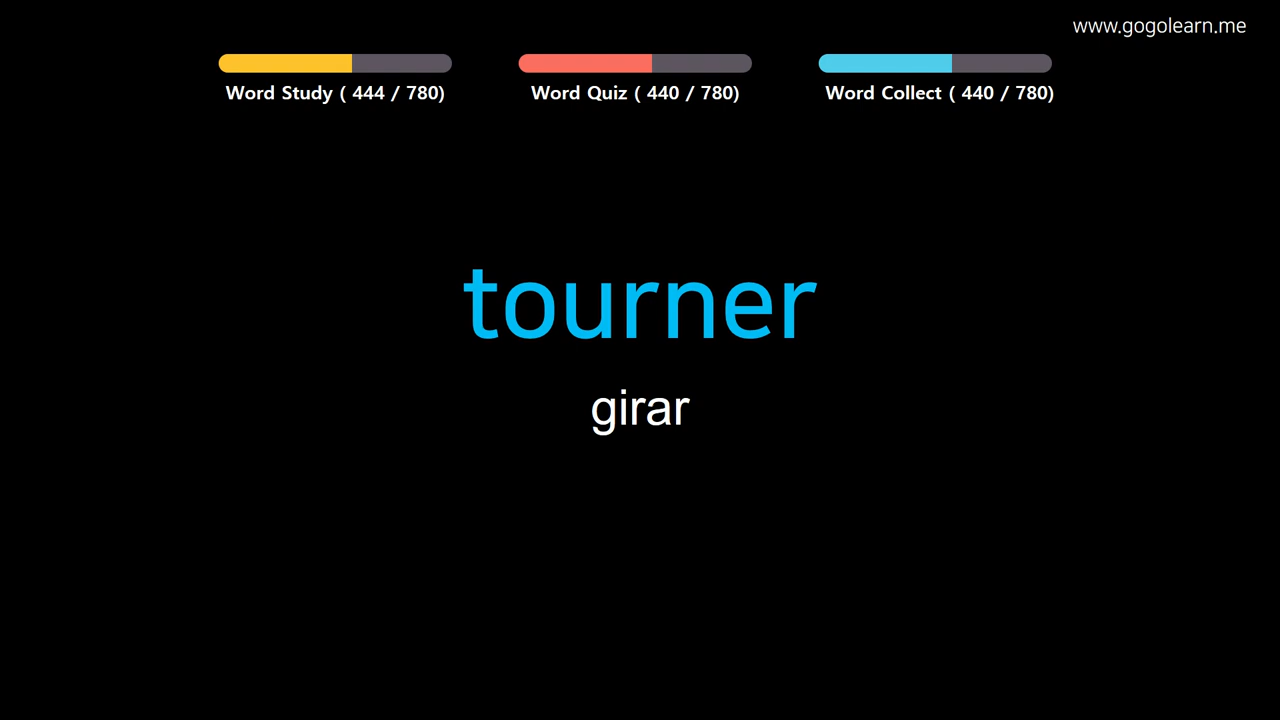 www.gogolearn.me
Word Study ( 444 / 780)
Word Quiz ( 440 / 780)
Word Collect ( 440 / 780)
tourner
girar